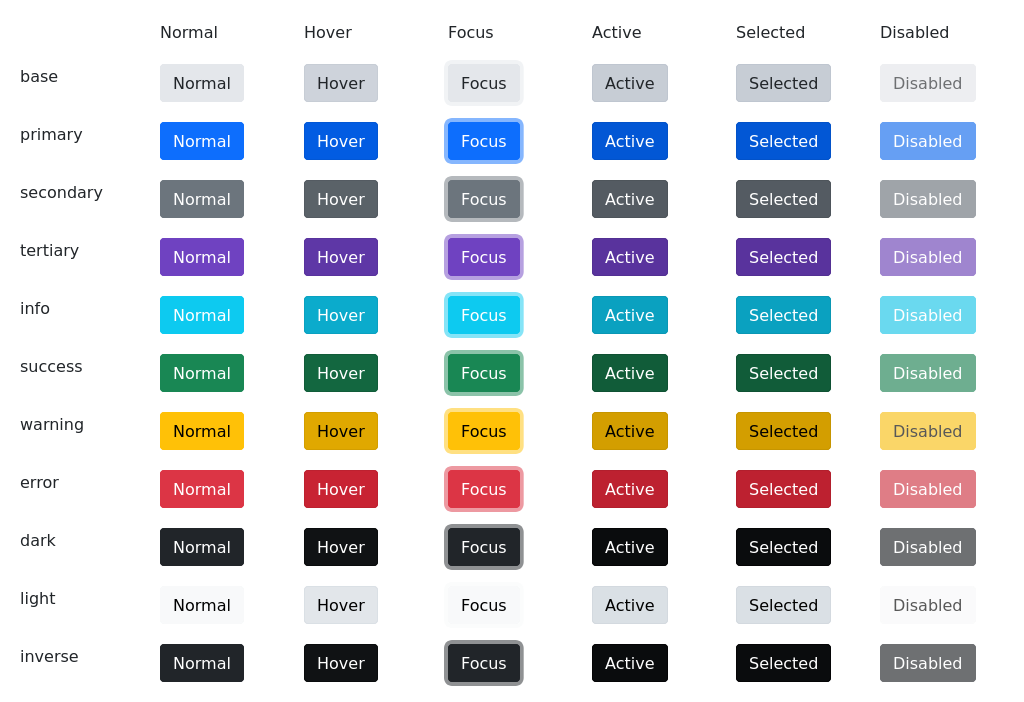 Normal Hover Focus Active Selected Disabled
base Normal Hover Focus Active Selected Disabled
primary Normal Hover Focus Active Selected Disabled
secondary Normal Hover Focus Active Selected Disabled
tertiary Normal Hover Focus Active Selected Disabled
info Normal Hover Focus Active Selected Disabled
success Normal Hover Focus Active Selected Disabled
warning Normal Hover Focus Active Selected Disabled
error Normal Hover Focus Active Selected Disabled
dark Normal Hover Focus Active Selected Disabled
light Normal Hover Focus Active Selected Disabled
inverse Normal Hover Focus Active Selected Disabled